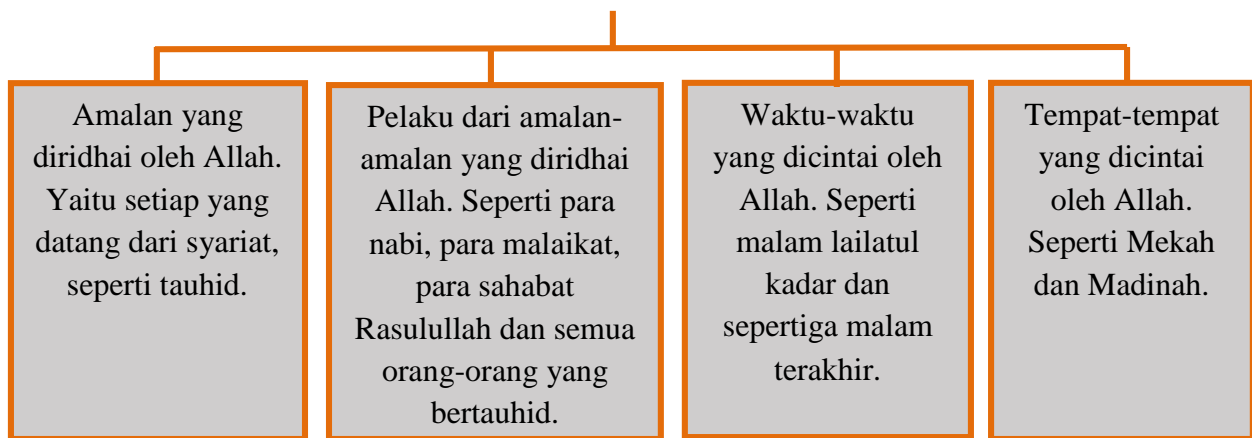 Amalan yang
diridhai oleh Allah.
Yaitu setiap yang
datang dari syariat,
seperti tauhid.
Pelaku dari amalan-
amalan yang diridhai
Allah. Seperti para
nabi, para malaikat,
para sahabat
Rasulullah dan semua
orang-orang yang
bertauhid.
Waktu-waktu
yang dicintai oleh
Allah. Seperti
malam lailatul
kadar dan
sepertiga malam
terakhir.
Tempat-tempat
yang dicintai
oleh Allah.
Seperti Mekah
dan Madinah.